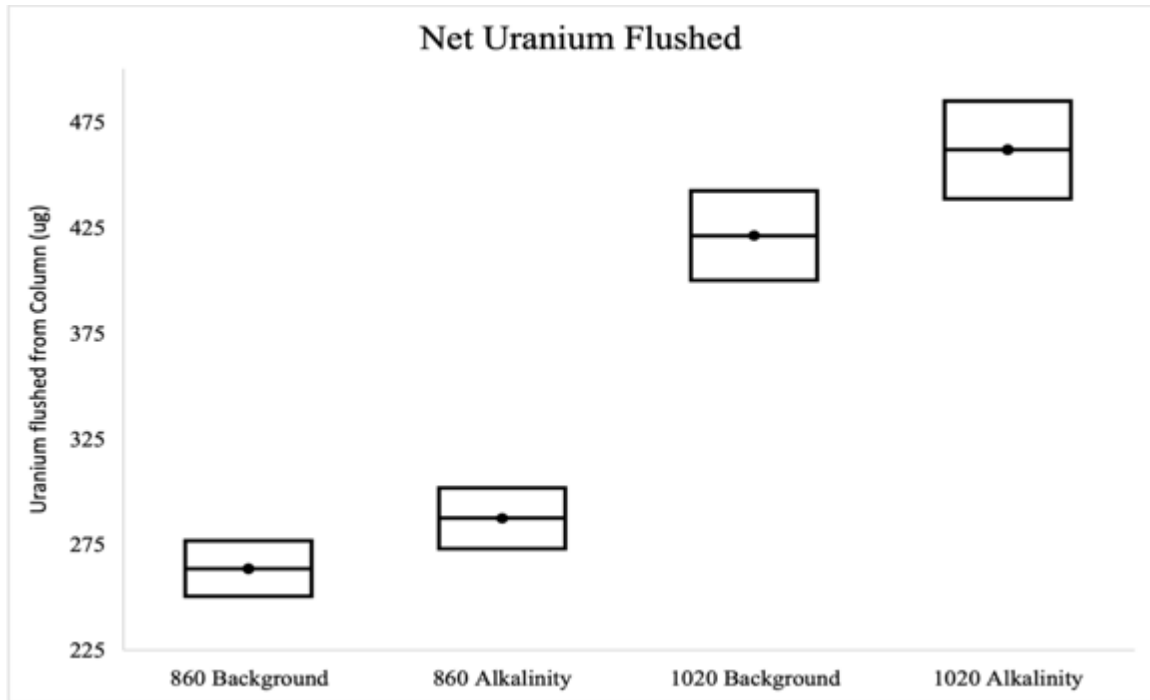 Net Uranium Flushed
Uranium flushed from Column (ug)
475
425
375
325
275
225
860 Background
860 Alkalinity
1020 Background
1020 Alkalinity